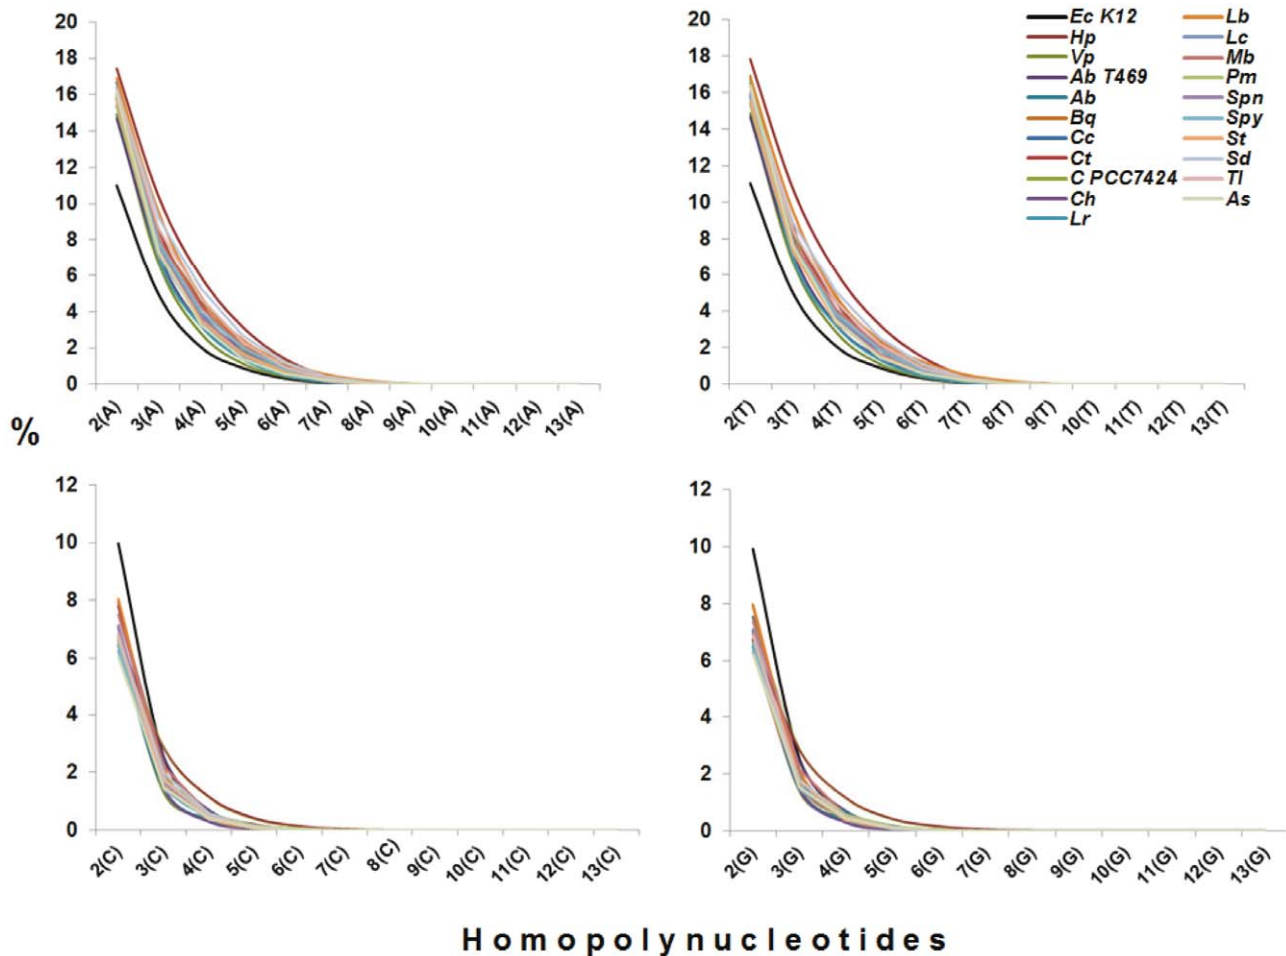 20
18
16
14
12
10
8
6
4
2
0
2(A) 3(A) 4(A) 5(A) 6(A) 7(A) 8(A) 9(A) 10(A) 11(A) 12(A) 13(A)
20
18
16
14
12
10
8
6
4
2
0
2(T) 3(T) 4(T) 5(T) 6(T) 7(T) 8(T) 9(T) 10(T) 11(T) 12(T) 13(T)
Ec K12 Lb
Hp Lc
Vp Mb
Ab T469 Pm
Ab Spn
Bq Spy
Cc St
Ct Sd
C PCC7424 Tl
Ch As
Lr
%
12
10
8
6
4
2
0
2(C) 3(C) 4(C) 5(C) 6(C) 7(C) 8(C) 9(C) 10(C) 11(C) 12(C) 13(C)
12
10
8
6
4
2
0
2(G) 3(G) 4(G) 5(G) 6(G) 7(G) 8(G) 9(G) 10(G) 11(G) 12(G) 13(G)
Homopolynucleotides